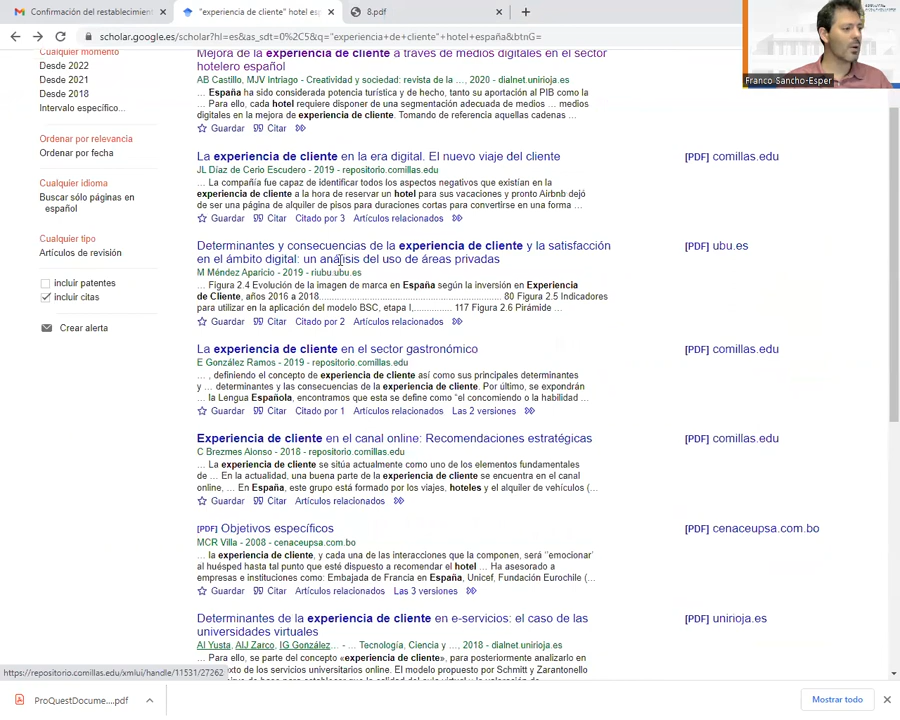 Confirmación del restablecimient
"experiencia de cliente" hotel es
8.pdf
scholar.google.es/scholar?hl=es&as_sdt=0%2C5&q="experiencia+de+cliente"+hotel+españa&btnG=
Franco Sancho-Esper
Cualquier momento
Desde 2022
Desde 2021
Desde 2018
Intervalo específico...
Ordenar por relevancia
Ordenar por fecha
Cualquier idioma
Buscar sólo páginas en
español
Cualquier tipo
Artículos de revisión
incluir patentes
incluir citas
Crear alerta
Mejora de la experiencia de cliente a través de medios digitales en el sector
hotelero español
AB Castillo, MJV Intriago - Creatividad y sociedad: revista de la …, 2020 - dialnet.unirioja.es
… España ha sido considerada potencia turística y de hecho, tanto su aportación al PIB como la
… Para ello, cada hotel requiere disponer de una segmentación adecuada de medios … medios
digitales en la mejora de experiencia de cliente. Tomando de referencia aquellas cadenas …
Guardar Citar
La experiencia de cliente en la era digital. El nuevo viaje del cliente
[PDF] comillas.edu
JL Díaz de Cerio Escudero - 2019 - repositorio.comillas.edu
… La compañía fue capaz de identificar todos los aspectos negativos que existían en la
experiencia de cliente a la hora de reservar un hotel para sus vacaciones y pronto Airbnb dejó
de ser una página de alquiler de pisos para duraciones cortas para convertirse en una forma …
Guardar Citar Citado por 3 Artículos relacionados
Determinantes y consecuencias de la experiencia de cliente y la satisfacción
en el ámbito digital: un análisis del uso de áreas privadas
[PDF] ubu.es
M Méndez Aparicio - 2019 - riubu.ubu.es
… Figura 2.4 Evolución de la imagen de marca en España según la inversión en Experiencia
de Cliente, años 2016 a 2018........................................................ 80 Figura 2.5 Indicadores
para utilizar en la aplicación del modelo BSC, etapa I,.............. 117 Figura 2.6 Pirámide …
Guardar Citar Citado por 2 Artículos relacionados
La experiencia de cliente en el sector gastronómico
[PDF] comillas.edu
E González Ramos - 2019 - repositorio.comillas.edu
… , definiendo el concepto de experiencia de cliente así como sus principales determinantes
y … determinantes y las consecuencias de la experiencia de cliente. Por último, se expondrán
… la Lengua Española, encontramos que esta se define como "el concomiendo o la habilidad …
Guardar Citar Citado por 1 Artículos relacionados Las 2 versiones
Experiencia de cliente en el canal online: Recomendaciones estratégicas
[PDF] comillas.edu
C Brezmes Alonso - 2018 - repositorio.comillas.edu
… La experiencia de cliente se sitúa actualmente como uno de los elementos fundamentales
de … En la actualidad, una buena parte de la experiencia de cliente se encuentra en el canal
online, … En España, este grupo está formado por los viajes, hoteles y el alquiler de vehículos (…
Guardar Citar Artículos relacionados
[PDF] Objetivos específicos
[PDF] cenaceupsa.com.bo
MCR Villa - 2008 - cenaceupsa.com.bo
… la experiencia de cliente, y cada una de las interacciones que la componen, será ¨emocionar'
al huésped hasta tal punto que esté dispuesto a recomendar el hotel … Ha asesorado a
empresas e instituciones como: Embajada de Francia en España, Unicef, Fundación Eurochile (…
Guardar Citar Artículos relacionados Las 3 versiones
Determinantes de la experiencia de cliente en e-servicios: el caso de las
universidades virtuales
[PDF] unirioja.es
AI Yusta, AIJ Zarco, IG González… - … Tecnología, Ciencia y …, 2018 - dialnet.unirioja.es
… Para ello, se parte del concepto «experiencia de cliente», para posteriormente analizarlo en
https://repositorio.comillas.edu/xmlui/handle/11531/27262
xto de los servicios universitarios online. El modelo propuesto por Schmitt y Zarantonello
ProQuestDocume....pdf
Mostrar todo